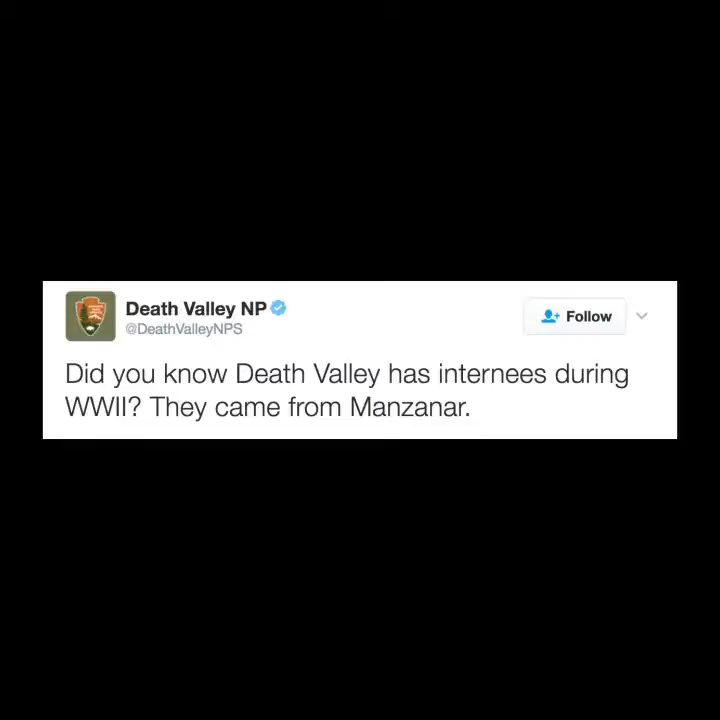 Death Valley NP
@DeathValleyNPS
Follow
Did you know Death Valley has internees during
WWII? They came from Manzanar.